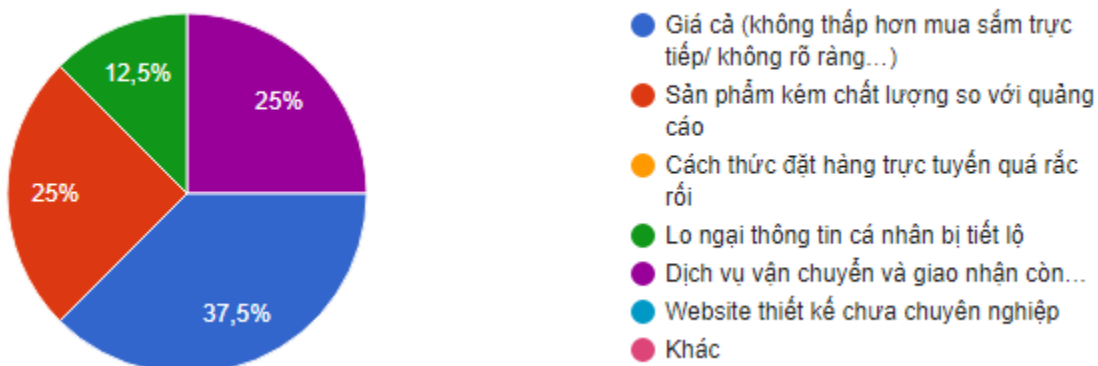 12,5%
25%
25%
37,5%
Giá cả (không thấp hơn mua sắm trực
tiếp/ không rõ ràng…)
Sản phẩm kém chất lượng so với quảng
cáo
Cách thức đặt hàng trực tuyến quá rắc
rối
Lo ngại thông tin cá nhân bị tiết lộ
Dịch vụ vận chuyển và giao nhận còn…
Website thiết kế chưa chuyên nghiệp
Khác